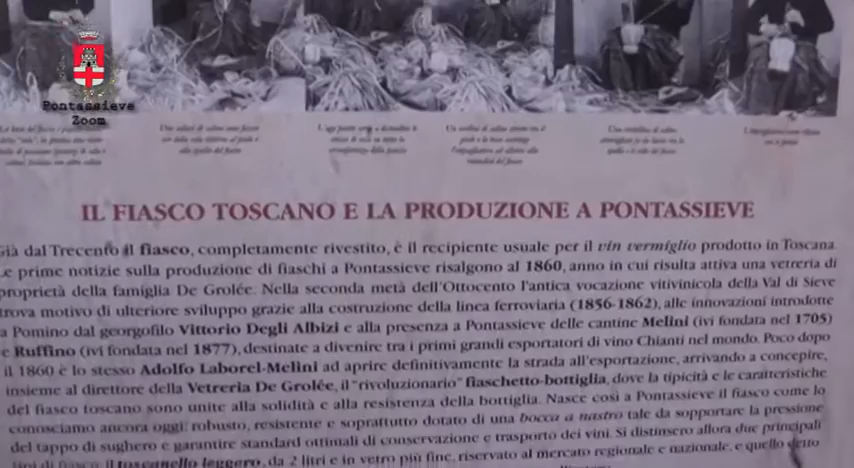 Pontassieve
Zoom
IL FIASCO TOSCANO E LA PRODUZIONE A PONTASSIEVE
Già dal Trecento il fiasco, completamente rivestito, è il recipiente usuale per il vin vermiglio prodotto in Toscana.
Le prime notizie sulla produzione di fiaschi a Pontassieve risalgono al 1860, anno in cui risulta attiva una vetreria di
proprietà della famiglia De Grolée. Nella seconda metà dell'Ottocento l'antica vocazione vitivinicola della Val di Sieve
trova motivo di ulteriore sviluppo grazie alla costruzione della linea ferroviaria (1856-1862), alle innovazioni introdotte
a Pomino dal georgofilo Vittorio Degli Albizi e alla presenza a Pontassieve delle cantine Melini (ivi fondata nel 1705)
e Ruffino (ivi fondata nel 1877), destinate a divenire tra i primi grandi esportatori di vino Chianti nel mondo. Poco dopo
il 1860 è lo stesso Adolfo Laborel-Melini ad aprire definitivamente la strada all'esportazione, arrivando a concepire,
insieme al direttore della Vetreria De Grolée, il "rivoluzionario" fiaschetto-bottiglia, dove la tipicità e le caratteristiche
del fiasco toscano sono unite alla solidità e alla resistenza della bottiglia. Nasce così a Pontassieve il fiasco come lo
conosciamo ancora oggi: robusto, resistente e soprattutto dotato di una bocca a nastro tale da sopportare la pressione
del tappo di sughero e garantire standard ottimali di conservazione e trasporto dei vini. Si distinsero allora due principali
tipi di fiasco: il toscanello leggero, da 2 litri e in vetro più fine, riservato al mercato regionale e nazionale, e quello detto